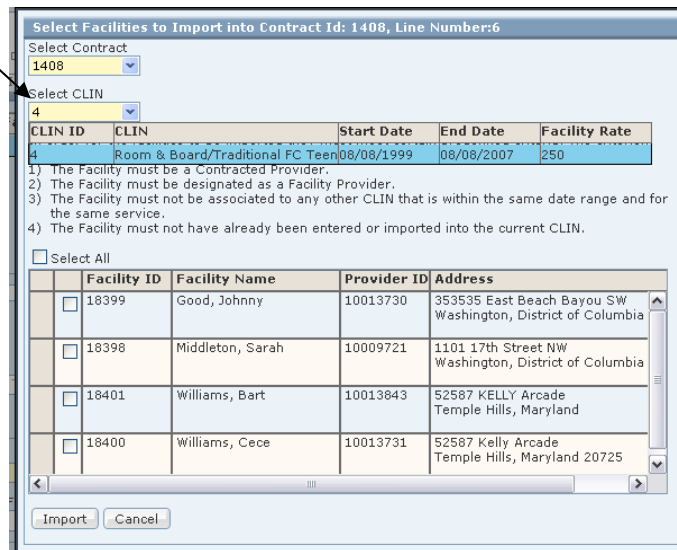 Select Facilities to Import into Contract Id: 1408, Line Number:6
Select Contract
1408
Select CLIN
4
CLIN ID CLIN Start Date End Date Facility Rate
4 Room & Board/Traditional FC Teen 08/08/1999 08/08/2007 250
1) The Facility must be a Contracted Provider.
2) The Facility must be designated as a Facility Provider.
3) The Facility must not be associated to any other CLIN that is within the same date range and for
the same service.
4) The Facility must not have already been entered or imported into the current CLIN.
Select All
Facility ID Facility Name Provider ID Address
18399 Good, Johnny 10013730 353535 East Beach Bayou SW
Washington, District of Columbia
18398 Middleton, Sarah 10009721 1101 17th Street NW
Washington, District of Columbia
18401 Williams, Bart 10013843 52587 KELLY Arcade
Temple Hills, Maryland
18400 Williams, Cece 10013731 52587 Kelly Arcade
Temple Hills, Maryland 20725
Import Cancel